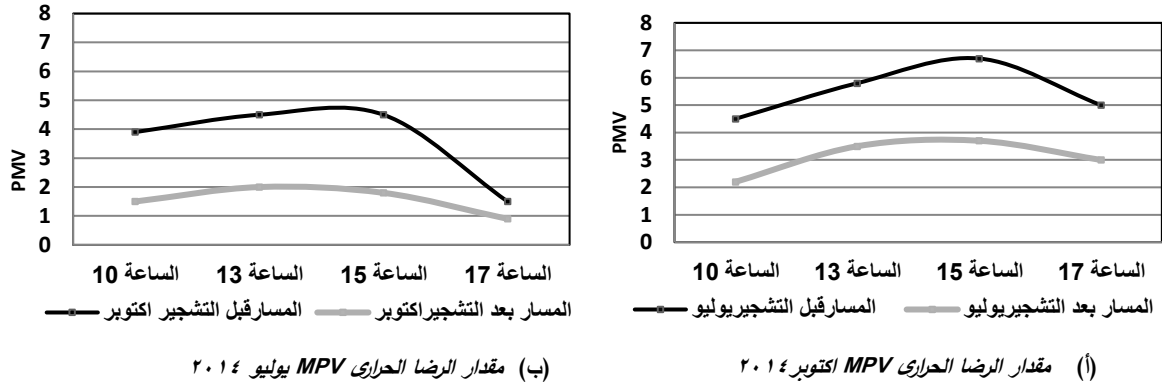 8
7
6
5
4
3
2
1
0
PMV
الساعة 10
الساعة 13
الساعة 15
الساعة 17
المسارقبل التشجيريوليو
المسار بعد التشجيريوليو
(أ) مقدار الرضا الحرارى MPV اكتوبر ٢٠١٤
8
7
6
5
4
3
2
1
0
PMV
الساعة 10
الساعة 13
الساعة 15
الساعة 17
المسارقبل التشجير اكتوبر
المسار بعد التشجيراكتوبر
(ب) مقدار الرضا الحرارى MPV يوليو ٢٠١٤